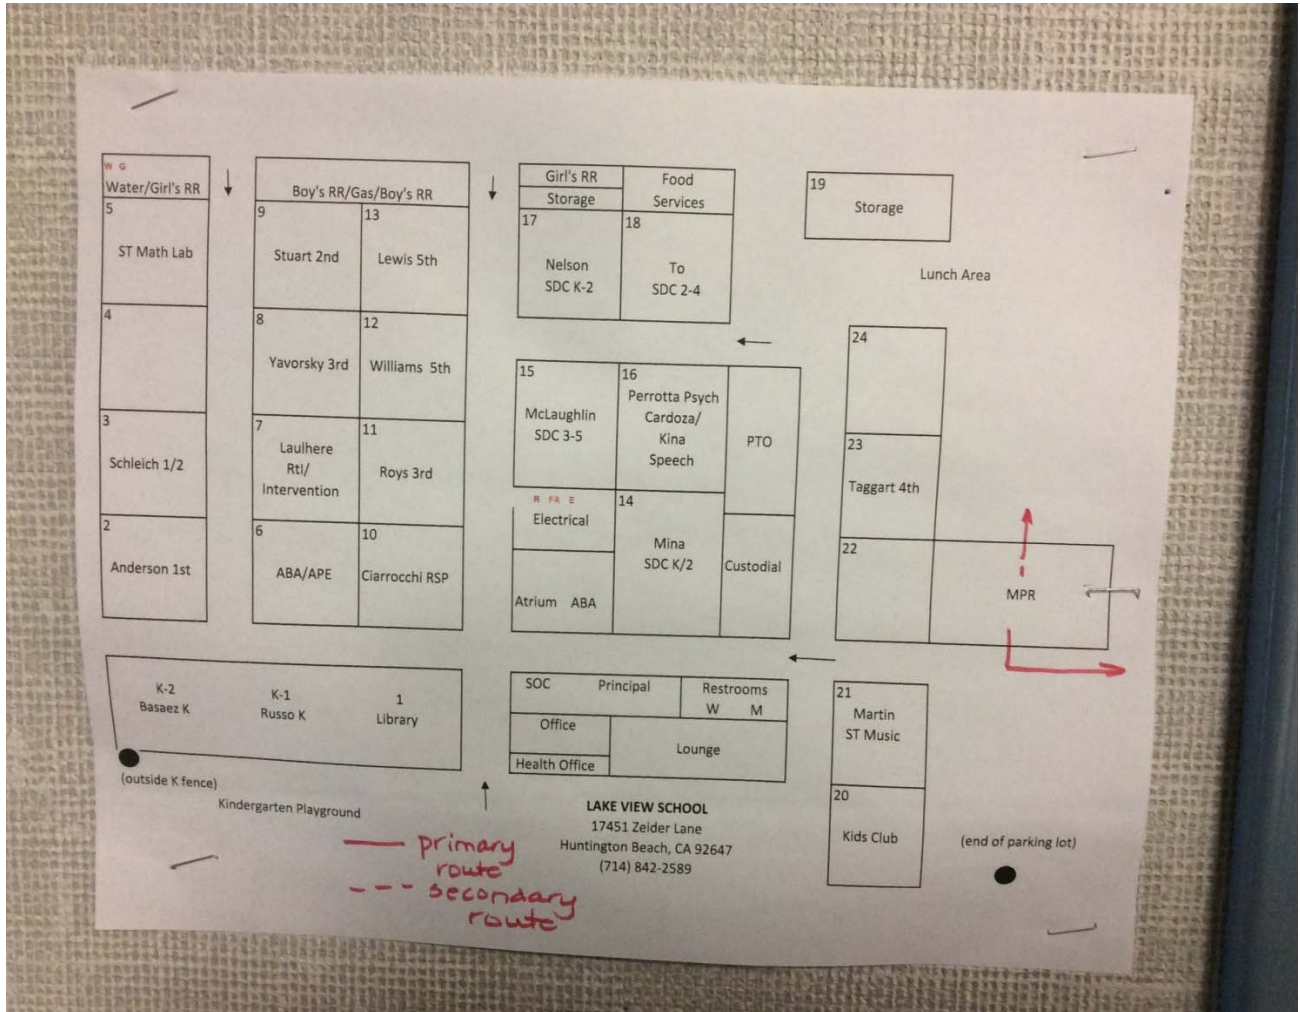 W G
Water/Girl's RR
5
ST Math Lab
4
3
Schleich 1/2
2
Anderson 1st
Boy's RR/Gas/Boy's RR
9
Stuart 2nd
13
Lewis 5th
8
Yavorsky 3rd
12
Williams 5th
7
Laulhere
RtI/
Intervention
11
Roys 3rd
6
ABA/APE
10
Ciarrocchi RSP
Girl's RR
Storage
Food
Services
17
Nelson
SDC K-2
18
To
SDC 2-4
15
McLaughlin
SDC 3-5
16
Perrotta Psych
Cardoza/
Kina
Speech
PTO
R FA E
Electrical
14
Mina
SDC K/2
Custodial
Atrium ABA
19
Storage
Lunch Area
24
23
Taggart 4th
22
MPR
K-2
Basaez K
K-1
Russo K
1
Library
(outside K fence)
Kindergarten Playground
SOC Principal
Restrooms
W M
Office
Lounge
Health Office
21
Martin
ST Music
20
Kids Club
(end of parking lot)
LAKE VIEW SCHOOL
17451 Zeider Lane
Huntington Beach, CA 92647
(714) 842-2589
primary
route
secondary
route